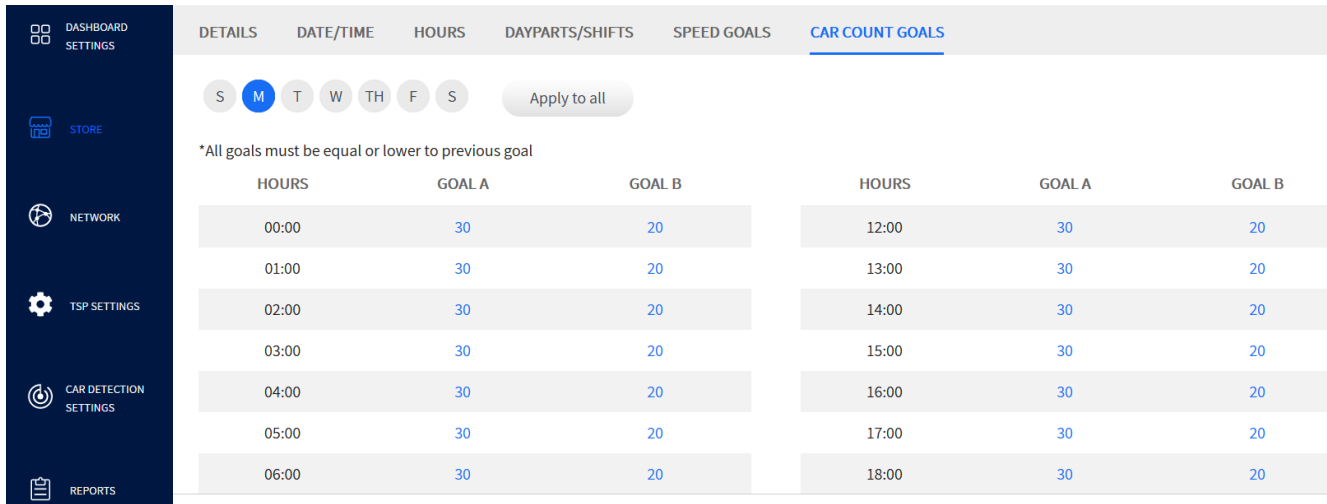 DASHBOARD
SETTINGS
STORE
NETWORK
TSP SETTINGS
CAR DETECTION
SETTINGS
REPORTS
DETAILS DATE/TIME HOURS DAYPARTS/SHIFTS SPEED GOALS CAR COUNT GOALS
S M T W TH F S Apply to all
*All goals must be equal or lower to previous goal
HOURS GOAL A GOAL B HOURS GOAL A GOAL B
00:00 30 20 12:00 30 20
01:00 30 20 13:00 30 20
02:00 30 20 14:00 30 20
03:00 30 20 15:00 30 20
04:00 30 20 16:00 30 20
05:00 30 20 17:00 30 20
06:00 30 20 18:00 30 20